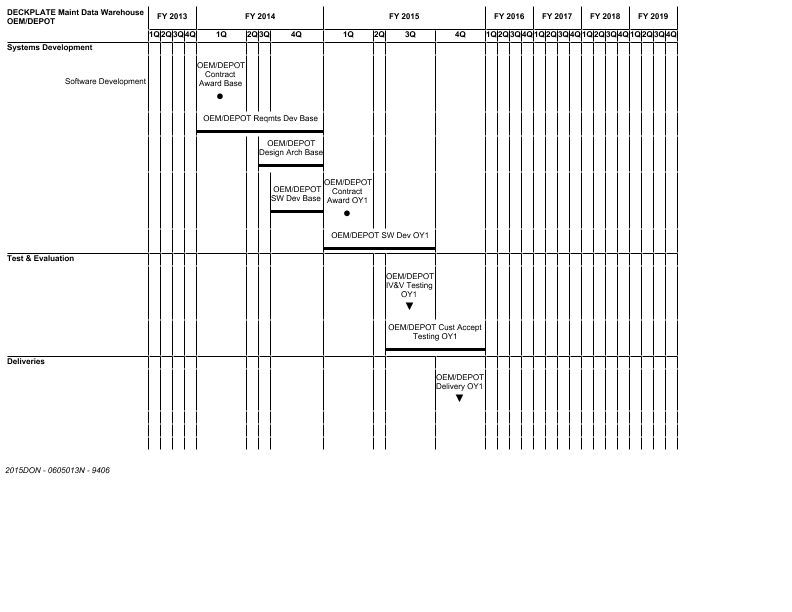 DECKPLATE Maint Data Warehouse
OEM/DEPOT
FY 2013 FY 2014 FY 2015 FY 2016 FY 2017 FY 2018 FY 2019
1Q 2Q 3Q 4Q 1Q 2Q 3Q 4Q 1Q 2Q 3Q 4Q 1Q 2Q 3Q 4Q 1Q 2Q 3Q 4Q 1Q 2Q 3Q 4Q 1Q 2Q 3Q 4Q
Systems Development
Software Development
OEM/DEPOT
Contract
Award Base
OEM/DEPOT Reqmts Dev Base
OEM/DEPOT
Design Arch Base
OEM/DEPOT
SW Dev Base
OEM/DEPOT
Contract
Award OY1
OEM/DEPOT SW Dev OY1
Test & Evaluation
OEM/DEPOT
IV&V Testing
OY1
OEM/DEPOT Cust Accept
Testing OY1
Deliveries
OEM/DEPOT
Delivery OY1
2015DON - 0605013N - 9406